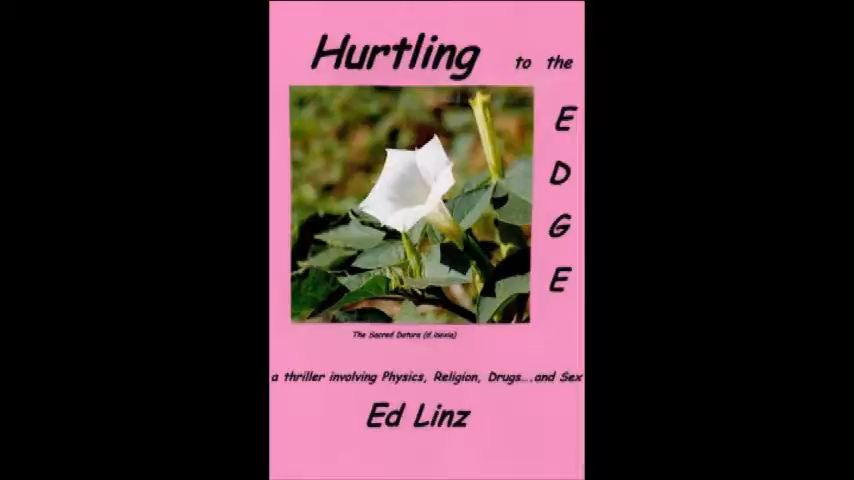 Hurtling to the
E
D
G
E
The Sacred Datura (d.inoxia)
a thriller involving Physics, Religion, Drugs...and Sex
Ed Linz